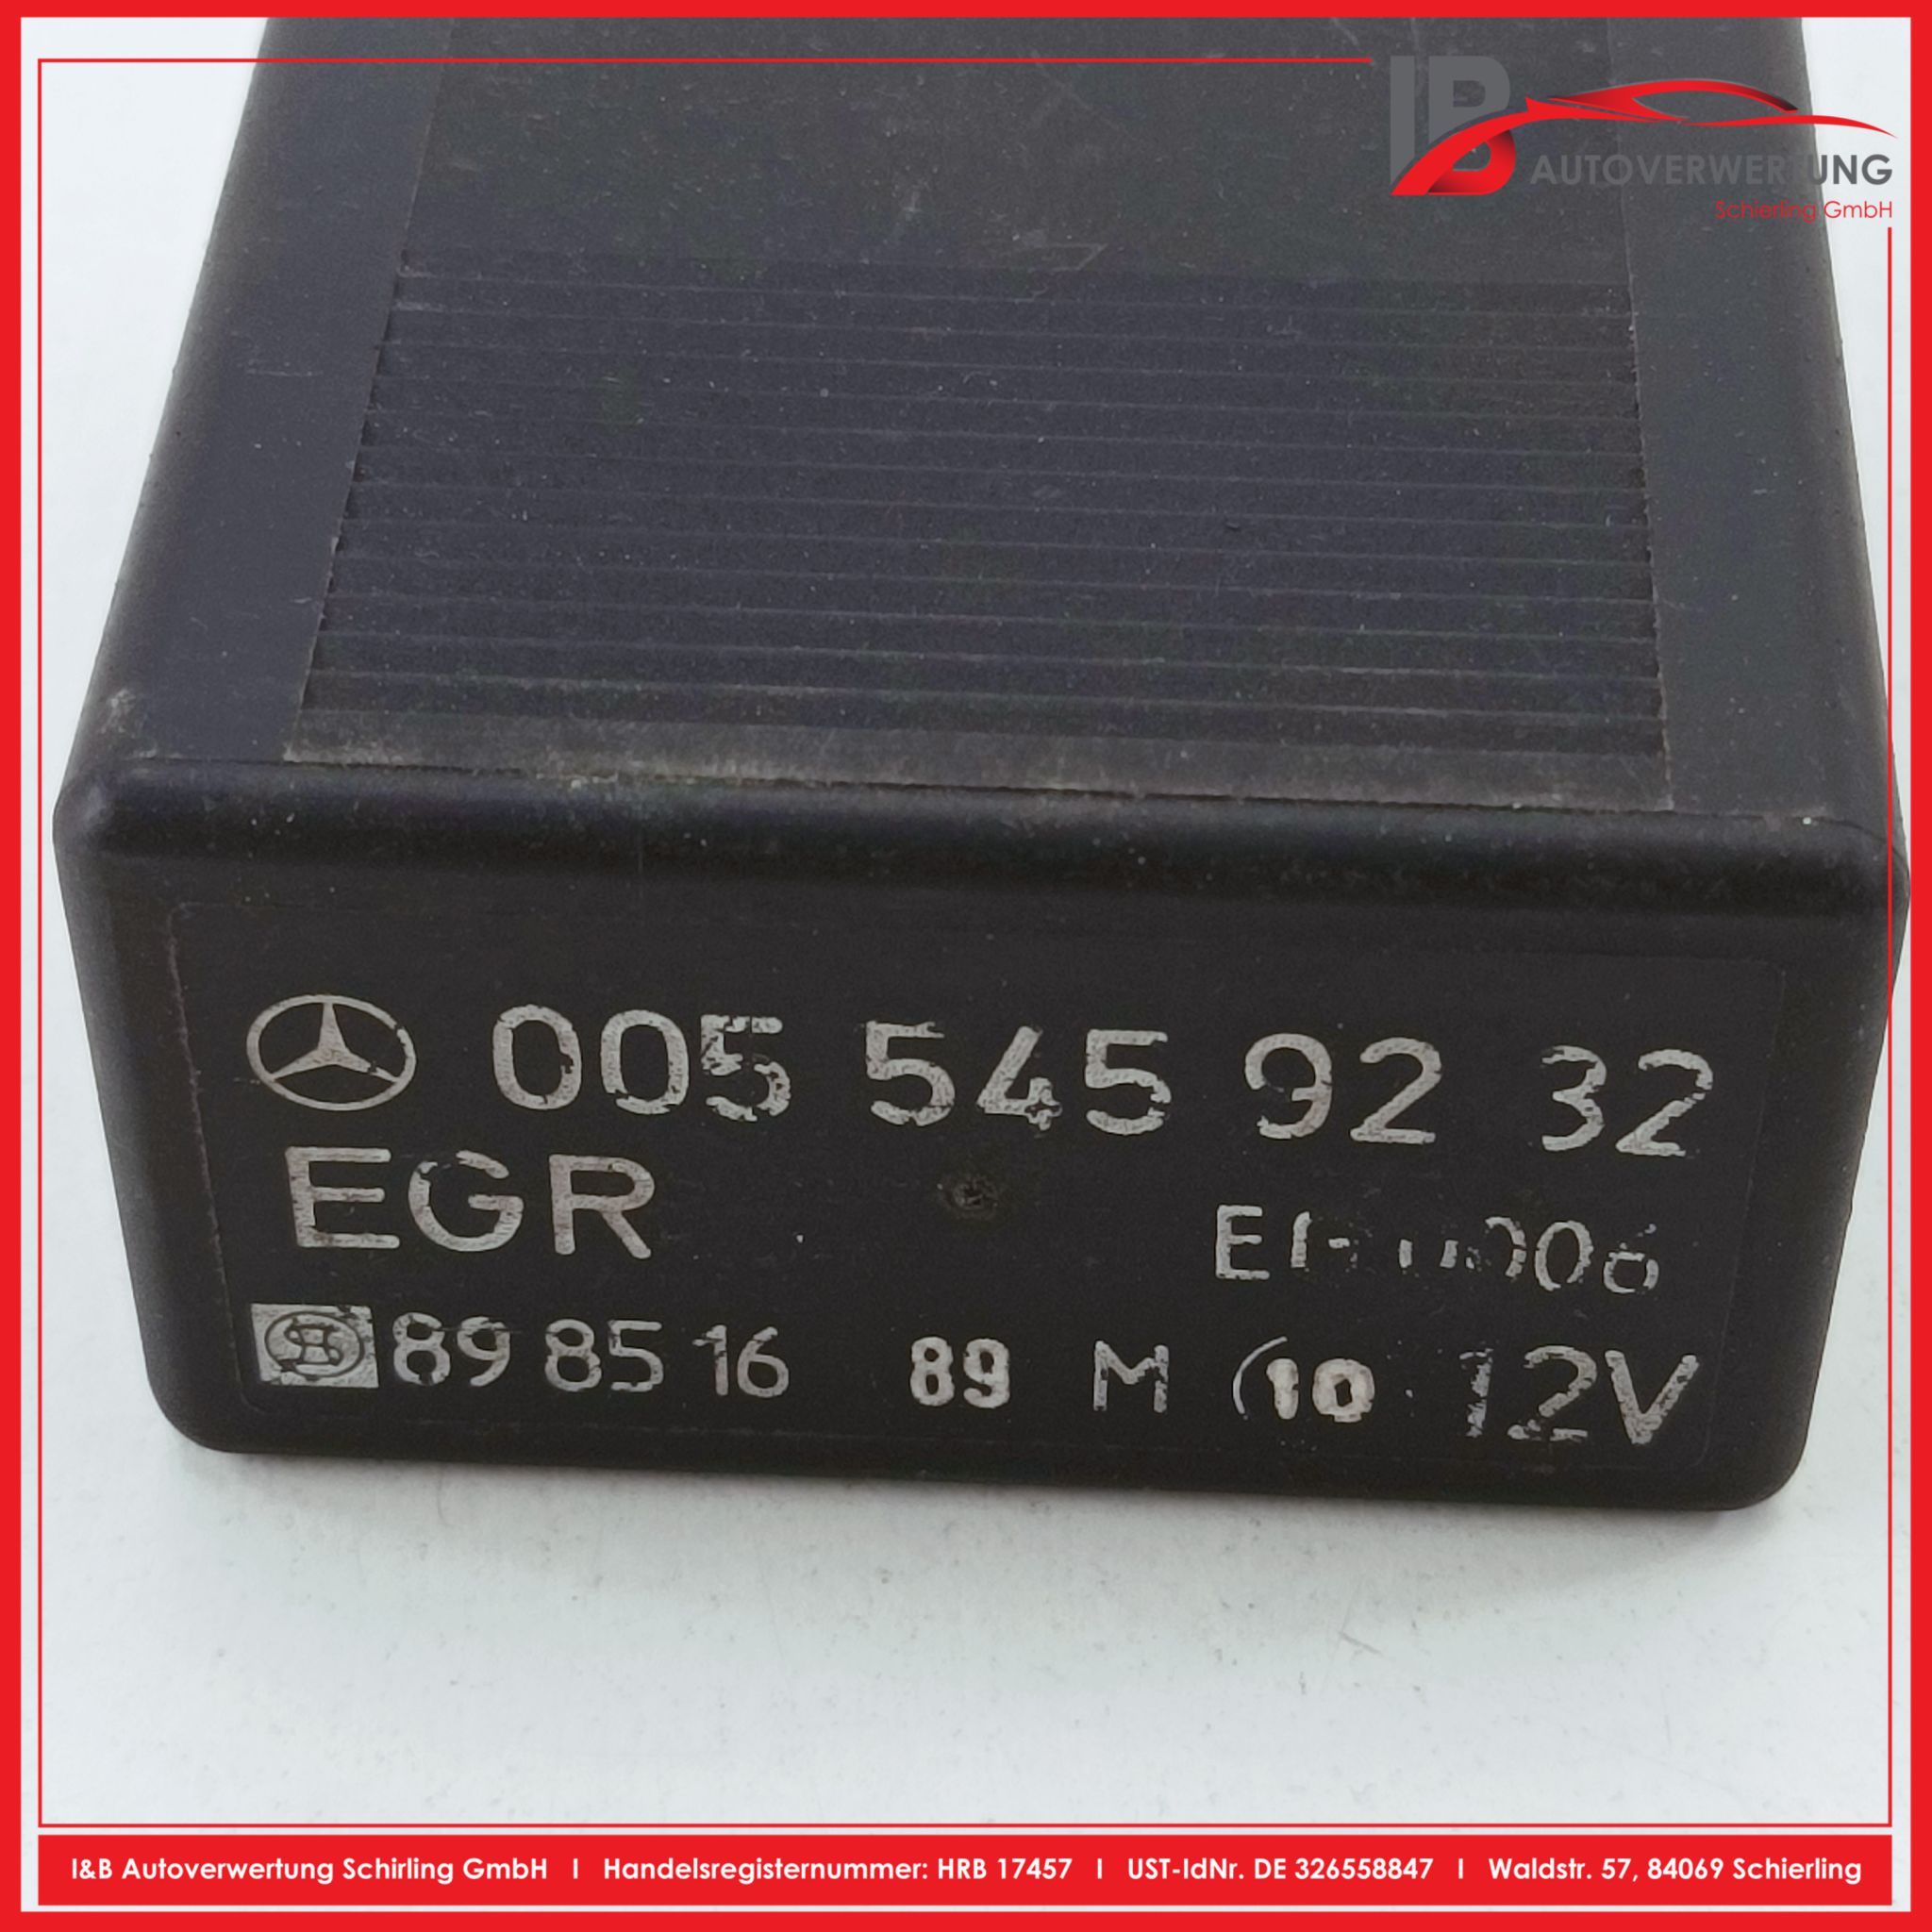 IB
AUTOVERWERTUNG
Schierling GmbH
005 545 92 32
EGR
89 85 16 89 M (10 12V
I&B Autoverwertung Schirling GmbH I Handelsregisternummer: HRB 17457 I UST-IdNr. DE 326558847 I Waldstr. 57, 84069 Schierling